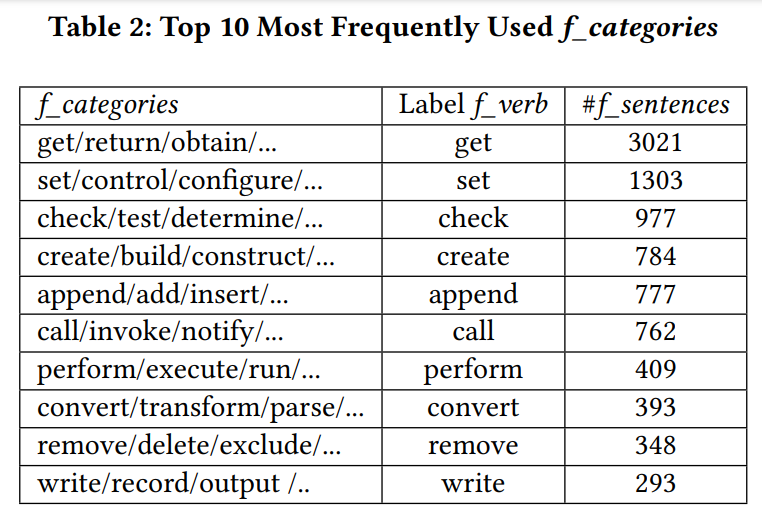 Table 2: Top 10 Most Frequently Used f_categories
f_categories Label f_verb #f_sentences
get/return/obtain/... get 3021
set/control/configure/... set 1303
check/test/determine/... check 977
create/build/construct/... create 784
append/add/insert/... append 777
call/invoke/notify/... call 762
perform/execute/run/... perform 409
convert/transform/parse/... convert 393
remove/delete/exclude/... remove 348
write/record/output /.. write 293